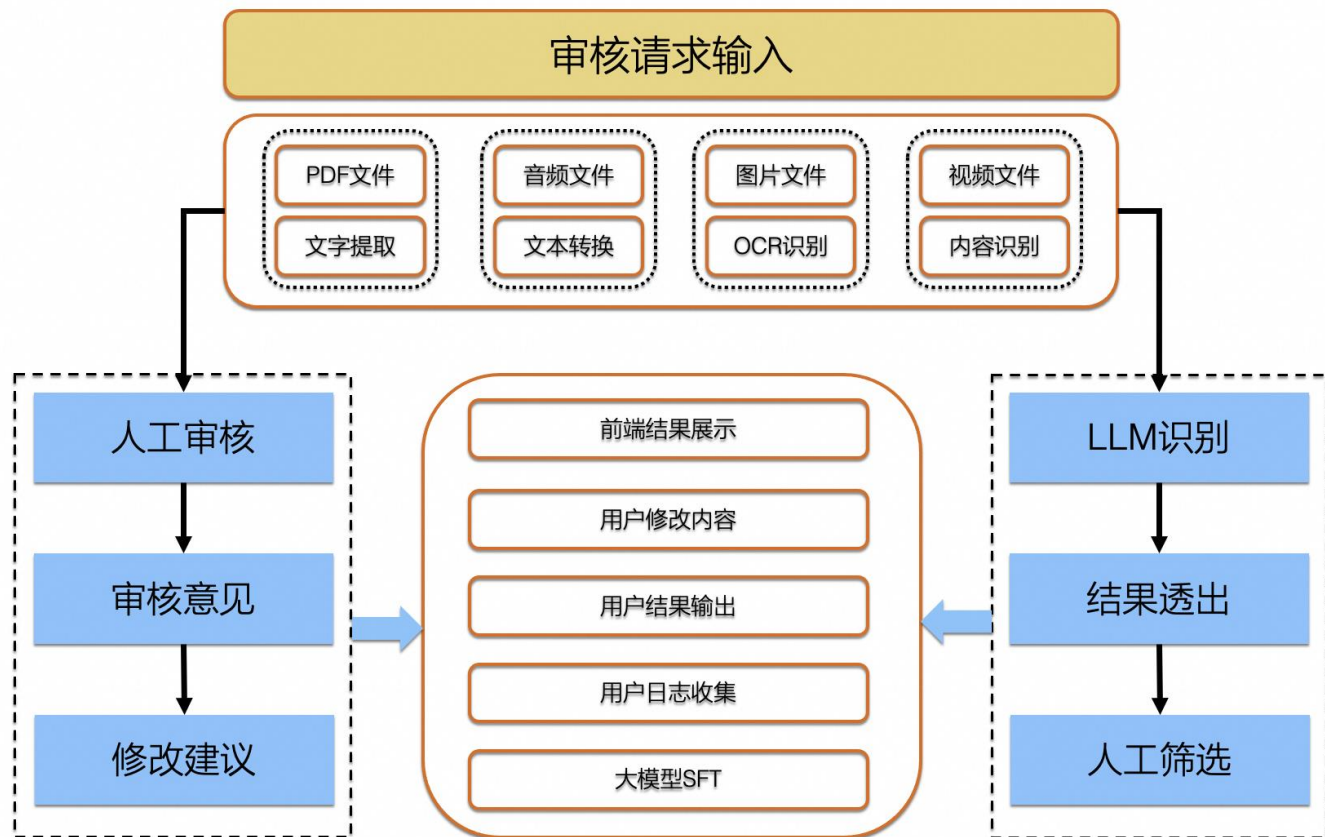 审核请求输入
PDF文件
音频文件
图片文件
视频文件
文字提取
文本转换
OCR识别
内容识别
人工审核
审核意见
修改建议
前端结果展示
用户修改内容
用户结果输出
用户日志收集
大模型SFT
LLM识别
结果透出
人工筛选